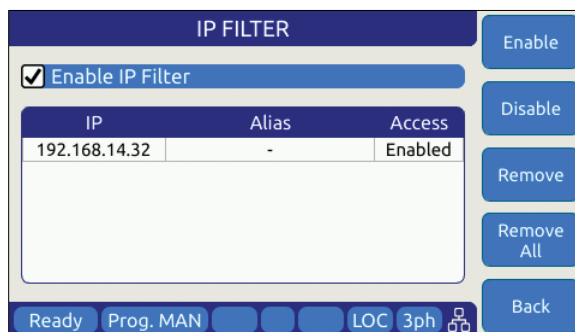 IP FILTER
Enable IP Filter
IP Alias Access
192.168.14.32 - Enabled
Enable
Disable
Remove
Remove
All
Back
Ready Prog. MAN LOC 3ph